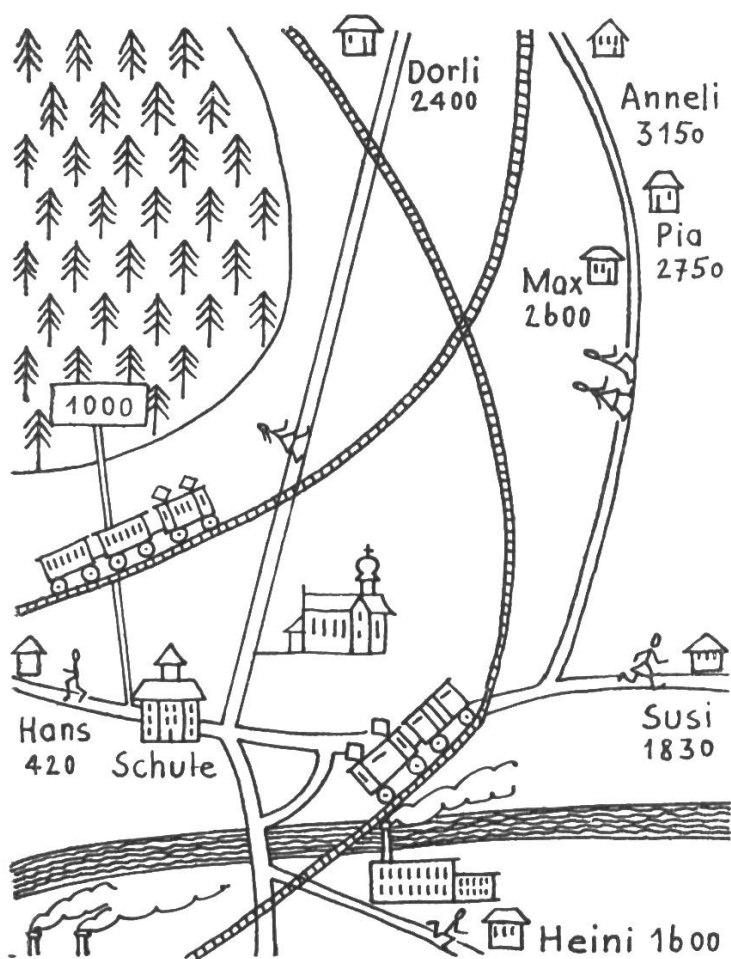 Dorli
2400
Anneli
3150
Pia
2750
Max
2600
1000
Hans
420
Schule
Susi
1830
Heini 1600